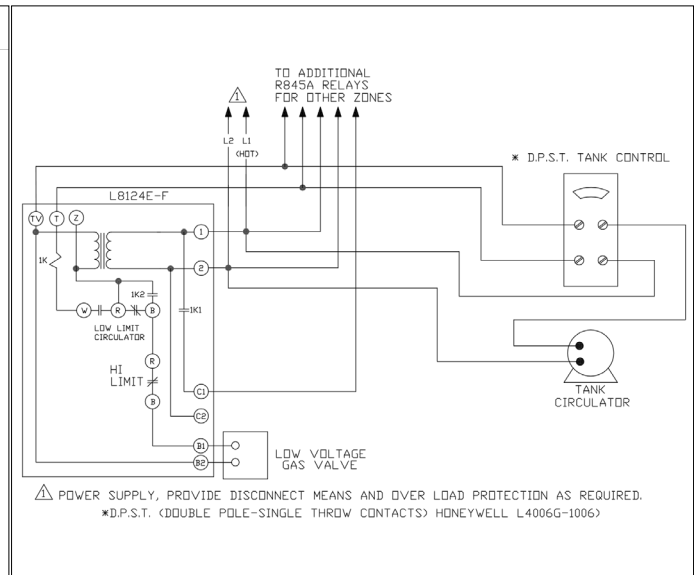 TO ADDITIONAL
R845A RELAYS
FOR OTHER ZONES
1
L2 L1
(HOT)
* D.P.S.T. TANK CONTROL
L8124E-F
TV T Z
1
2
1K
1K2
1K1
W R B
LOW LIMIT
CIRCULATOR
R
HI
LIMIT
B
C1
C2
TANK
CIRCULATOR
B1
B2
LOW VOLTAGE
GAS VALVE
1 POWER SUPPLY, PROVIDE DISCONNECT MEANS AND OVER LOAD PROTECTION AS REQUIRED.
*D.P.S.T. (DOUBLE POLE-SINGLE THROW CONTACTS) HONEYWELL L4006G-1006)